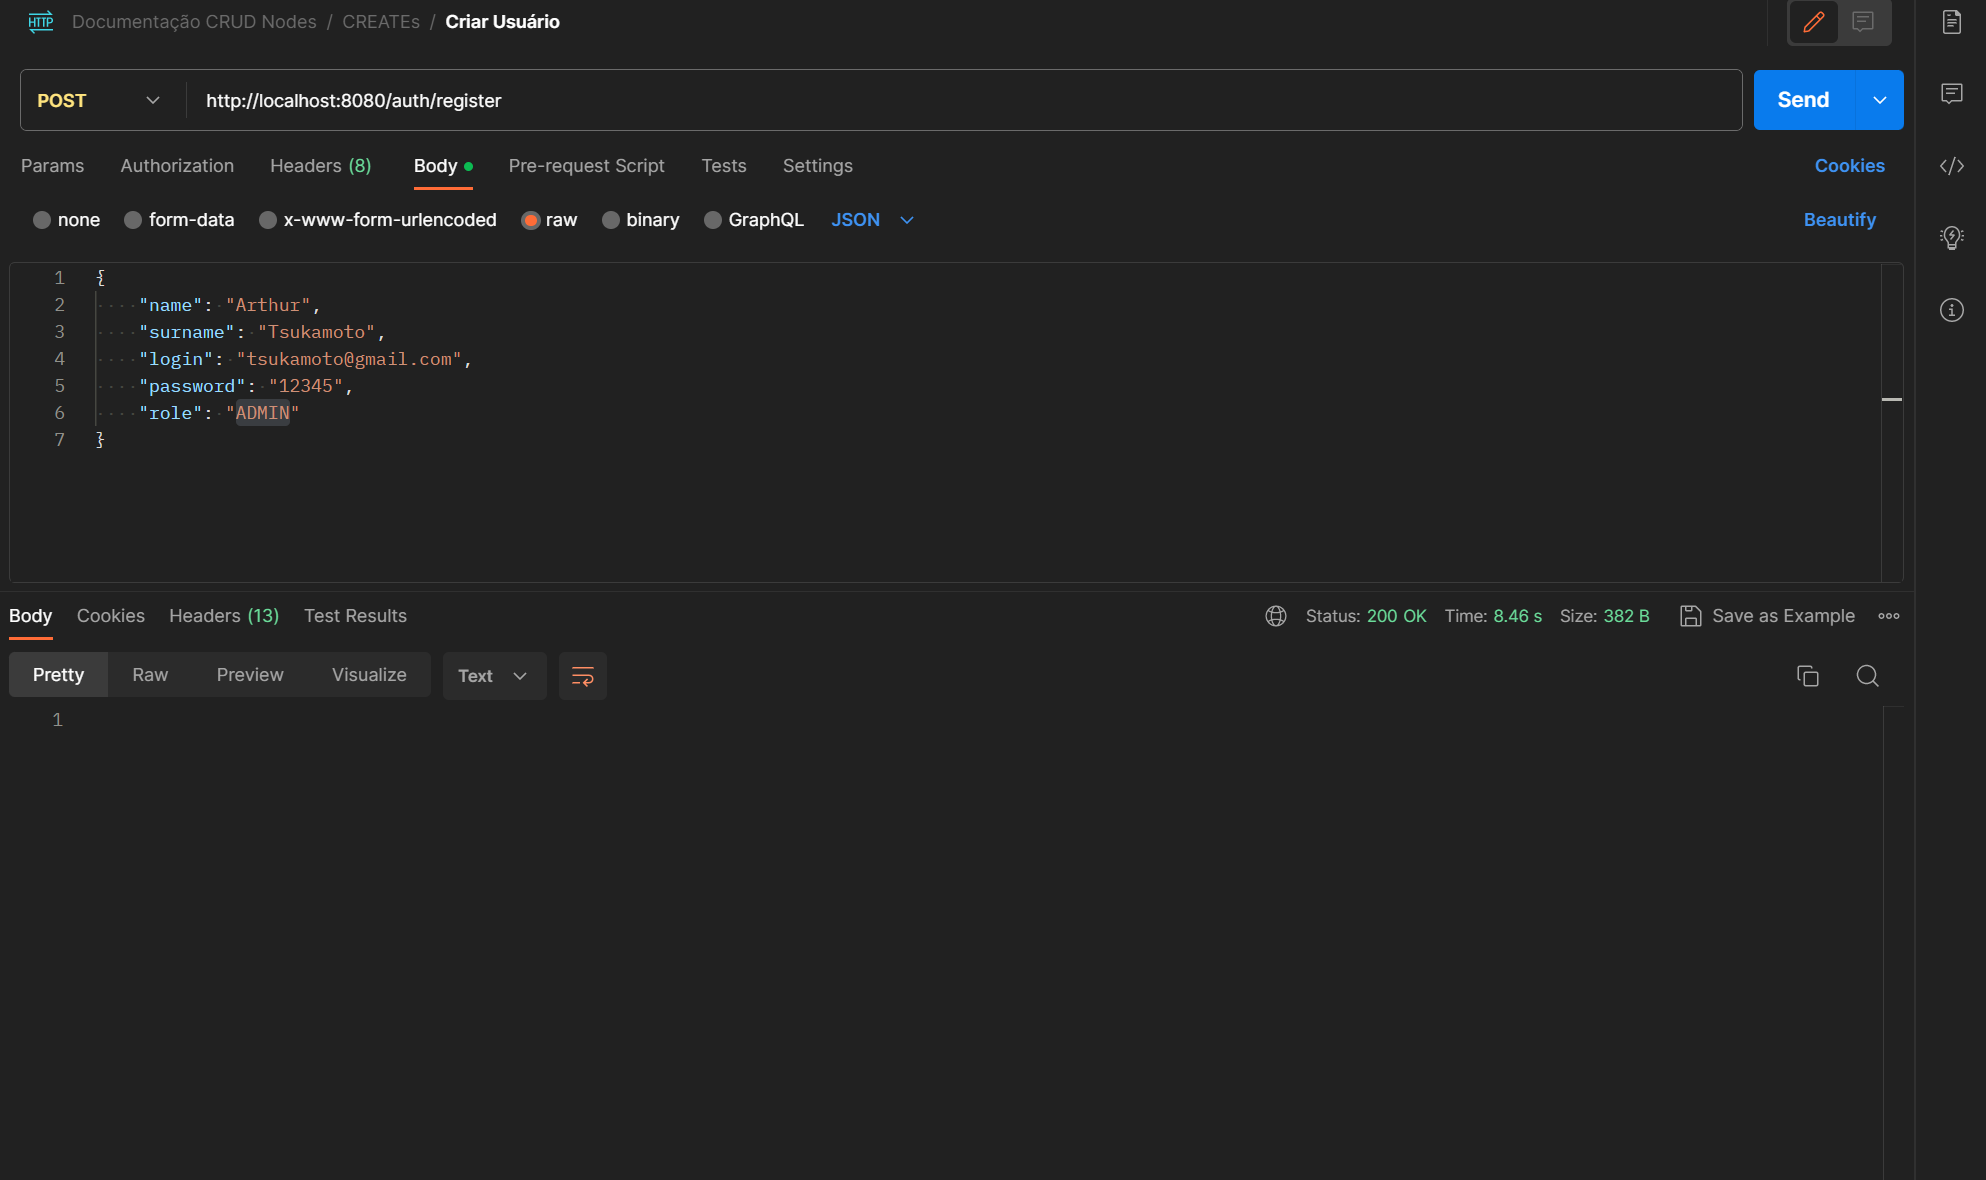 HTTP Documentação CRUD Nodes / CREATEs / Criar Usuário
POST http://localhost:8080/auth/register Send
Params Authorization Headers (8) Body Pre-request Script Tests Settings Cookies
none form-data x-www-form-urlencoded raw binary GraphQL JSON Beautify
1 {
2 "name": "Arthur",
3 "surname": "Tsukamoto",
4 "login": "tsukamoto@gmail.com",
5 "password": "12345",
6 "role": "ADMIN"
7 }
Body Cookies Headers (13) Test Results Status: 200 OK Time: 8.46 s Size: 382 B Save as Example
Pretty Raw Preview Visualize Text
1